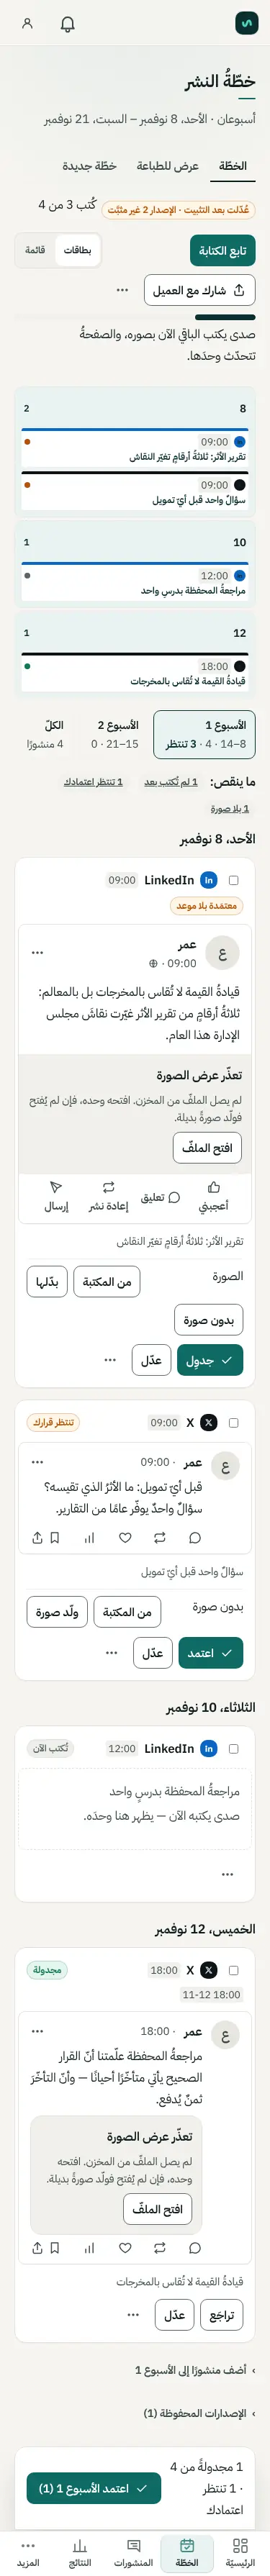 خطّةُ النشر
أسبوعان · الأحد، 8 نوفمبر – السبت، 21 نوفمبر
الخطّة
عرض للطباعة
خطّة جديدة
عُدّلت بعد التثبيت · الإصدار 2 غير مثبَّت
كُتب 3 من 4
تابع الكتابة
بطاقات
قائمة
شارك مع العميل
صدى يكتب الباقي الآن بصوره، والصفحةُ
تتحدّث وحدَها.
8
2
09:00
تقرير الأثر: ثلاثةُ أرقامٍ تغيّر النقاش
09:00
سؤالٌ واحد قبل أيّ تمويل
10
1
12:00
مراجعةُ المحفظة بدرسٍ واحد
12
1
18:00
قيادةُ القيمة لا تُقاس بالمخرجات
الأسبوع 1
8–14 · 4 · 3 تنتظر
الأسبوع 2
15–21 · 0
الكلّ
4 منشورًا
ما ينقص:
1 لم تُكتب بعد
1 تنتظر اعتمادك
1 بلا صورة
الأحد، 8 نوفمبر
LinkedIn
09:00
معتمَدة بلا موعد
ع
عمر
09:00 ·
قيادةُ القيمة لا تُقاس بالمخرجات بل بالمعالم:
ثلاثةُ أرقامٍ من تقرير الأثر غيّرت نقاشَ مجلس
الإدارة هذا العام.
تعذّر عرض الصورة
لم يصل الملفّ من المخزن. افتحه وحده، فإن لم يُفتح
فولّد صورةً بديلة.
افتح الملفّ
أعجبني
تعليق
إعادة نشر
إرسال
تقرير الأثر: ثلاثةُ أرقامٍ تغيّر النقاش
الصورة
من المكتبة
بدّلها
بدون صورة
جدوِل
عدّل
X
09:00
تنتظر قرارك
ع
عمر
· 09:00
قبل أيّ تمويل: ما الأثرُ الذي تقيسه؟
سؤالٌ واحدٌ يوفّر عامًا من التقارير.
سؤالٌ واحد قبل أيّ تمويل
بدون صورة
من المكتبة
ولّد صورة
اعتمد
عدّل
الثلاثاء، 10 نوفمبر
LinkedIn
12:00
تُكتب الآن
مراجعةُ المحفظة بدرسٍ واحد
صدى يكتبه الآن — يظهر هنا وحدَه.
الخميس، 12 نوفمبر
X
18:00
مجدولة
11-12 18:00
ع
عمر
· 18:00
مراجعةُ المحفظة علّمتنا أنّ القرار
الصحيح يأتي متأخّرًا أحيانًا — وأنّ التأخّرَ
ثمنٌ يُدفع.
تعذّر عرض الصورة
لم يصل الملفّ من المخزن. افتحه
وحده، فإن لم يُفتح فولّد صورةً بديلة.
افتح الملفّ
قيادةُ القيمة لا تُقاس بالمخرجات
تراجَع
عدّل
أضف منشورًا إلى الأسبوع 1
الإصدارات المحفوظة (1)
1 مجدولةً من 4
· 1 تنتظر
اعتمادك
اعتمد الأسبوع 1 (1)
الرئيسيّة
الخطّة
المنشورات
النتائج
المزيد